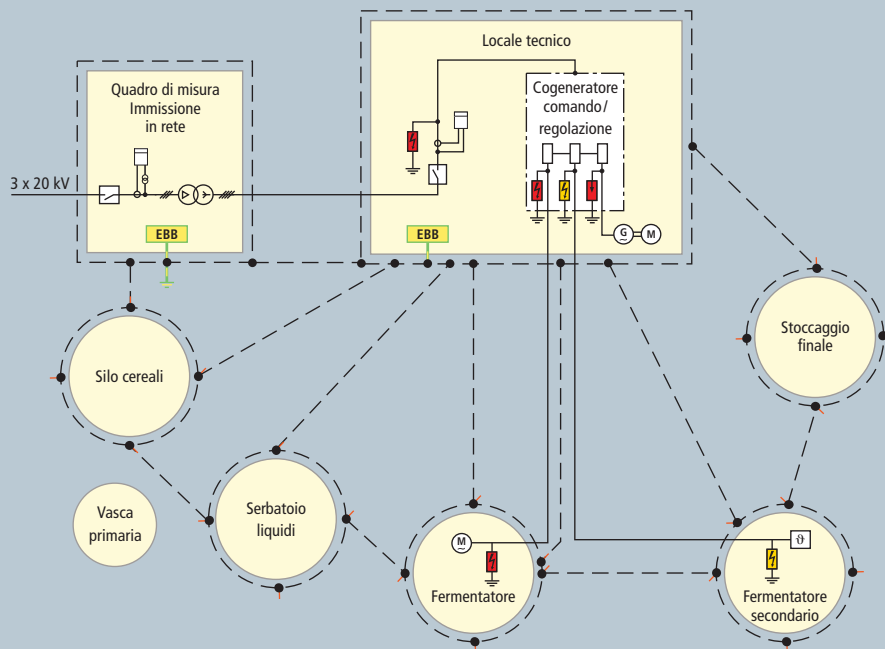 Locale tecnico
Quadro di misura
Immissione
in rete
Cogeneratore
comando/
regolazione
3 x 20 kV
EBB
EBB
G
~
M
Silo cereali
Stoccaggio
finale
Vasca
primaria
Serbatoio
liquidi
M
~
Fermentatore
ϑ
Fermentatore
secondario